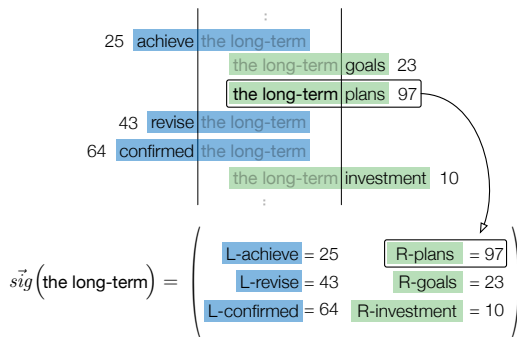 25 achieve the long-term
the long-term goals 23
the long-term plans 97
43 revise the long-term
64 confirmed the long-term
the long-term investment 10
L-achieve = 25 R-plans = 97
sig(the long-term) = L-revise = 43 R-goals = 23
L-confirmed = 64 R-investment = 10